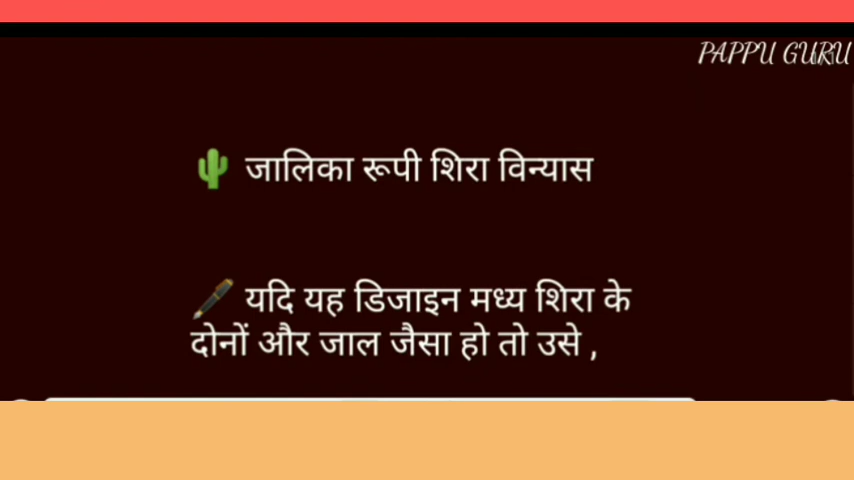 PAPPU GURU
जालिका रूपी शिरा विन्यास
यदि यह डिजाइन मध्य शिरा के
दोनों और जाल जैसा हो तो उसे ,